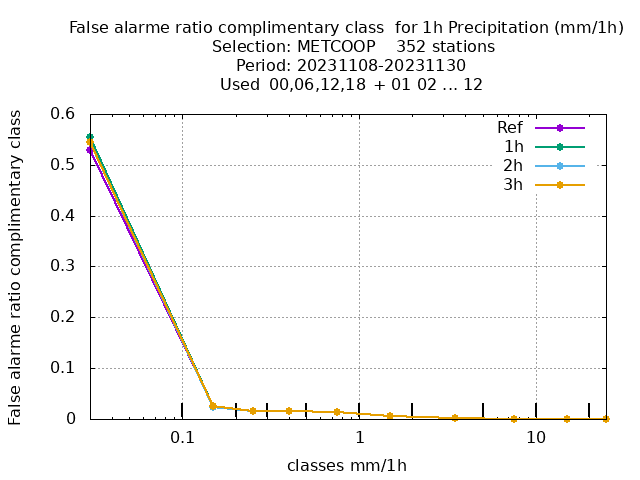 False alarme ratio complimentary class  for 1h Precipitation (mm/1h)
Selection: METCOOP    352 stations
Period: 20231108-20231130
Used  00,06,12,18  + 01 02 ... 12
False alarme ratio complimentary class
0.6
0.5
0.4
0.3
0.2
0.1
0
Ref
1h
2h
3h
0.1
1
10
classes mm/1h